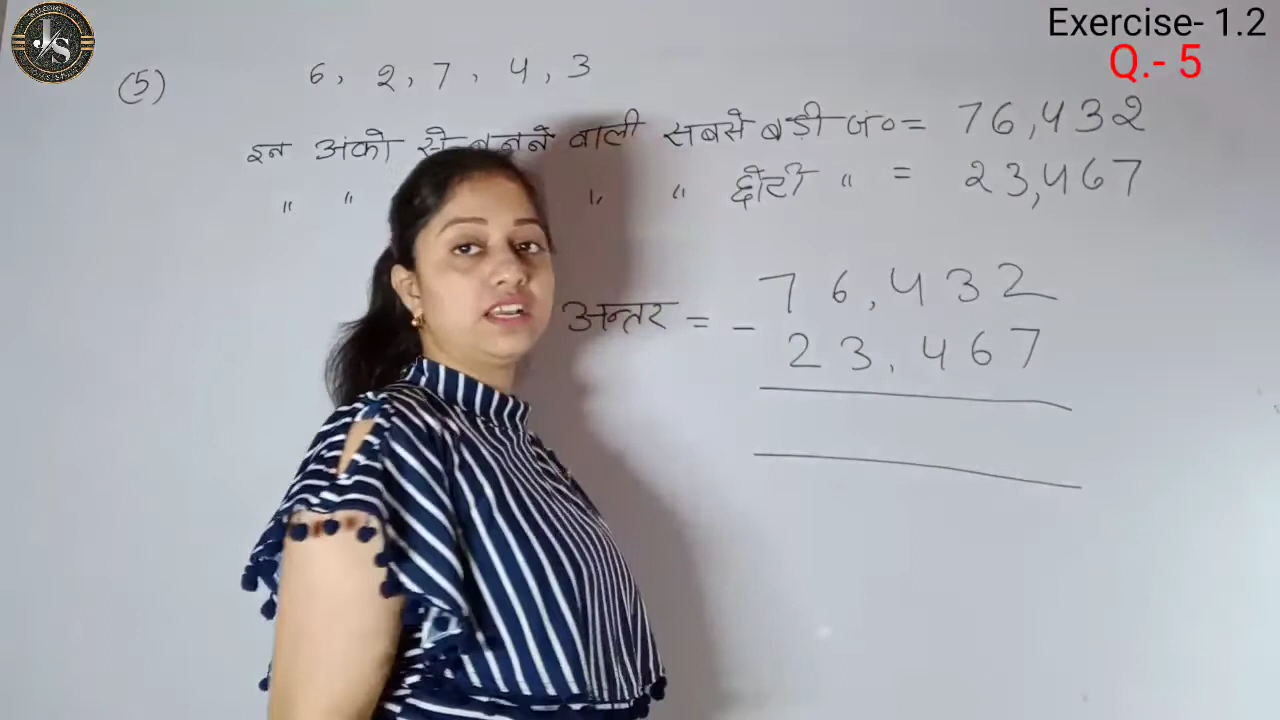 WELCOME
J/S
Exercise- 1.2
Q.- 5
(5) 6, 2, 7, 4, 3
इन अंको से बनने वाली सबसे बड़ी सं० = 76,432
" " " " छोटी " = 23,467
अन्तर = 76,432
- 23,467